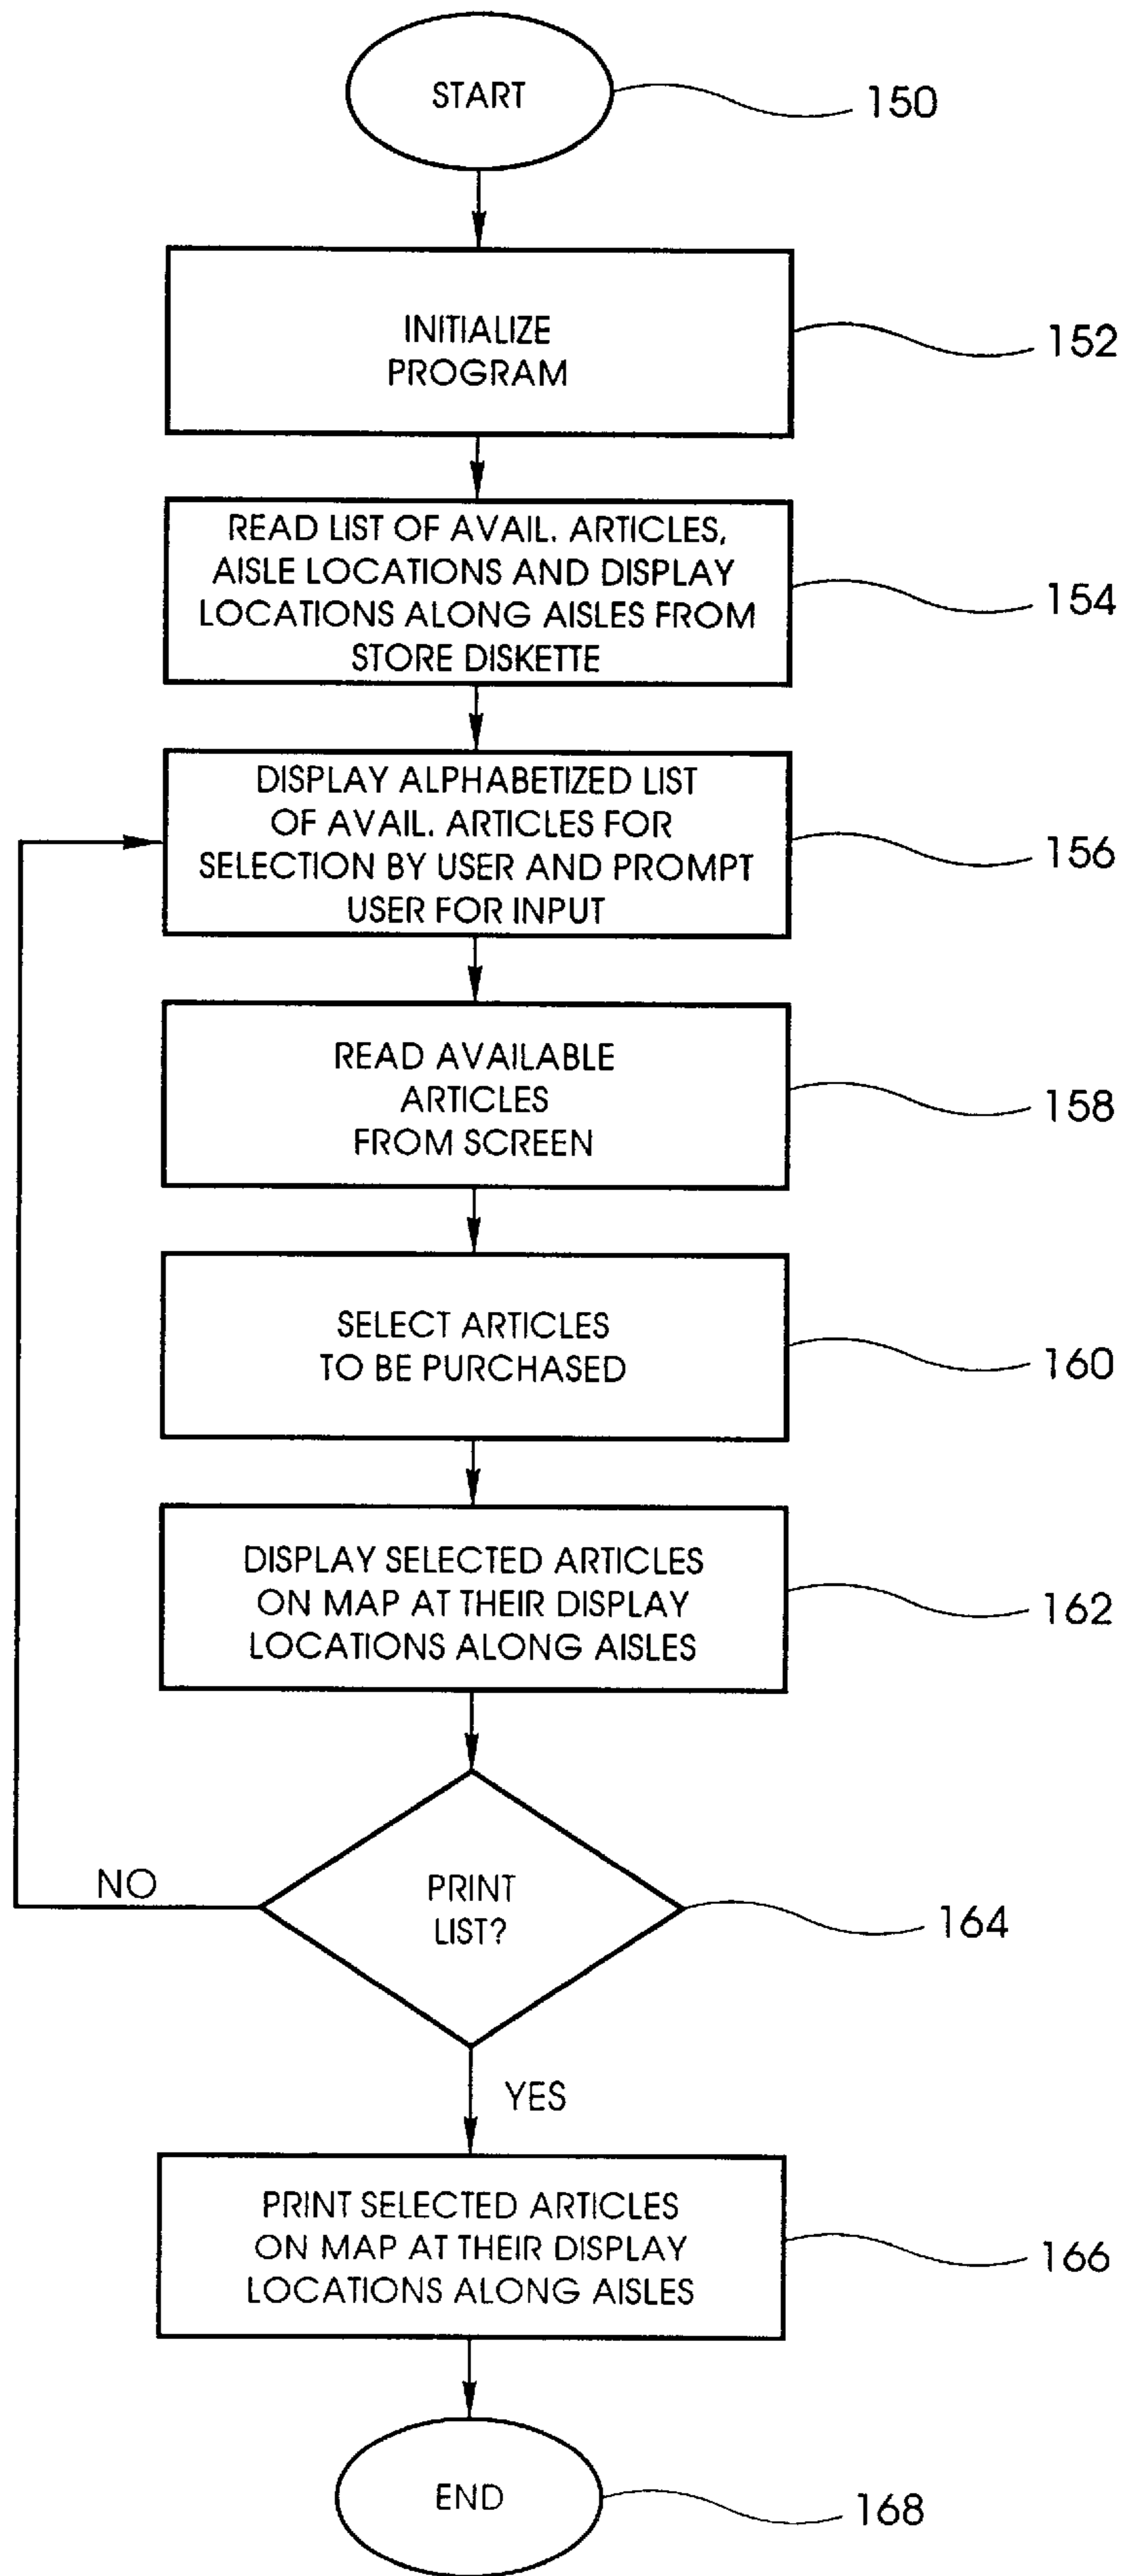 START
150
INITIALIZE
PROGRAM
152
READ LIST OF AVAIL. ARTICLES,
AISLE LOCATIONS AND DISPLAY
LOCATIONS ALONG AISLES FROM
STORE DISKETTE
154
DISPLAY ALPHABETIZED LIST
OF AVAIL. ARTICLES FOR
SELECTION BY USER AND PROMPT
USER FOR INPUT
156
READ AVAILABLE
ARTICLES
FROM SCREEN
158
SELECT ARTICLES
TO BE PURCHASED
160
DISPLAY SELECTED ARTICLES
ON MAP AT THEIR DISPLAY
LOCATIONS ALONG AISLES
162
NO
PRINT
LIST?
164
YES
PRINT SELECTED ARTICLES
ON MAP AT THEIR DISPLAY
LOCATIONS ALONG AISLES
166
END
168